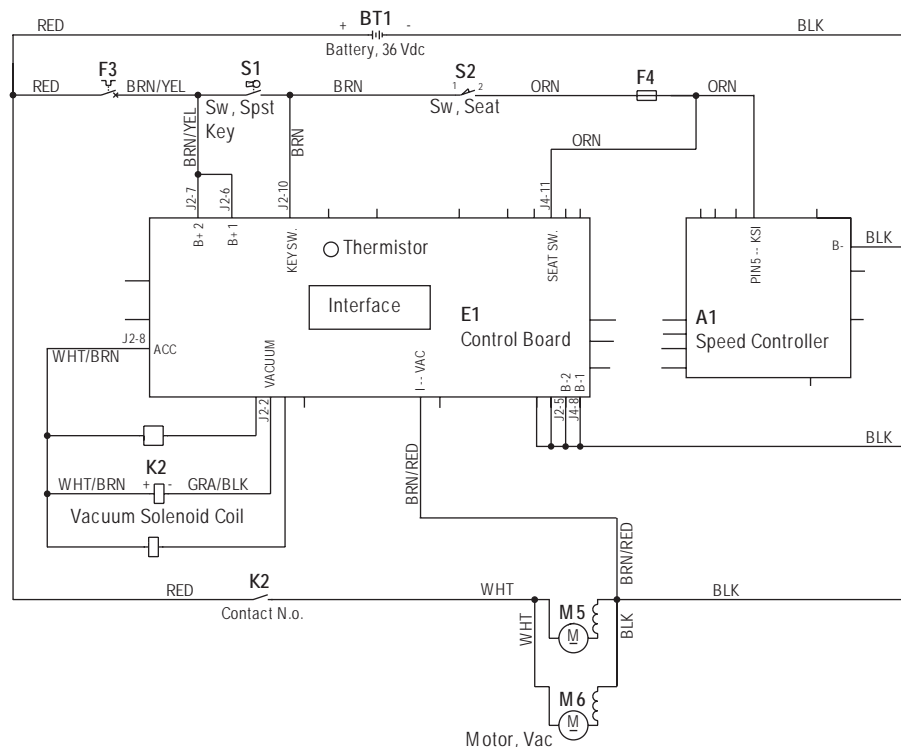 RED
BT1
+ -
BLK
Battery, 36 Vdc
RED
F3
BRN/YEL
S1
Sw, Spst
Key
BRN
S2
1 2
Sw, Seat
ORN
F4
ORN
BRN/YEL
BRN
ORN
J2-7
J2-6
J2-10
J4-11
B+ 2
B+ 1
KEY SW.
SEAT SW.
PIN5 -- KSI
B-
BLK
Thermistor
Interface
E1
Control Board
A1
Speed Controller
J2-8
ACC
WHT/BRN
VACUUM
J2-2
I -- VAC
B-2
B-1
J2-5
J4-8
BLK
K2
WHT/BRN
+ -
GRA/BLK
Vacuum Solenoid Coil
BRN/RED
BRN/RED
RED
K2
Contact N.o.
WHT
WHT
M5
M
BLK
BLK
M6
M
Motor, Vac